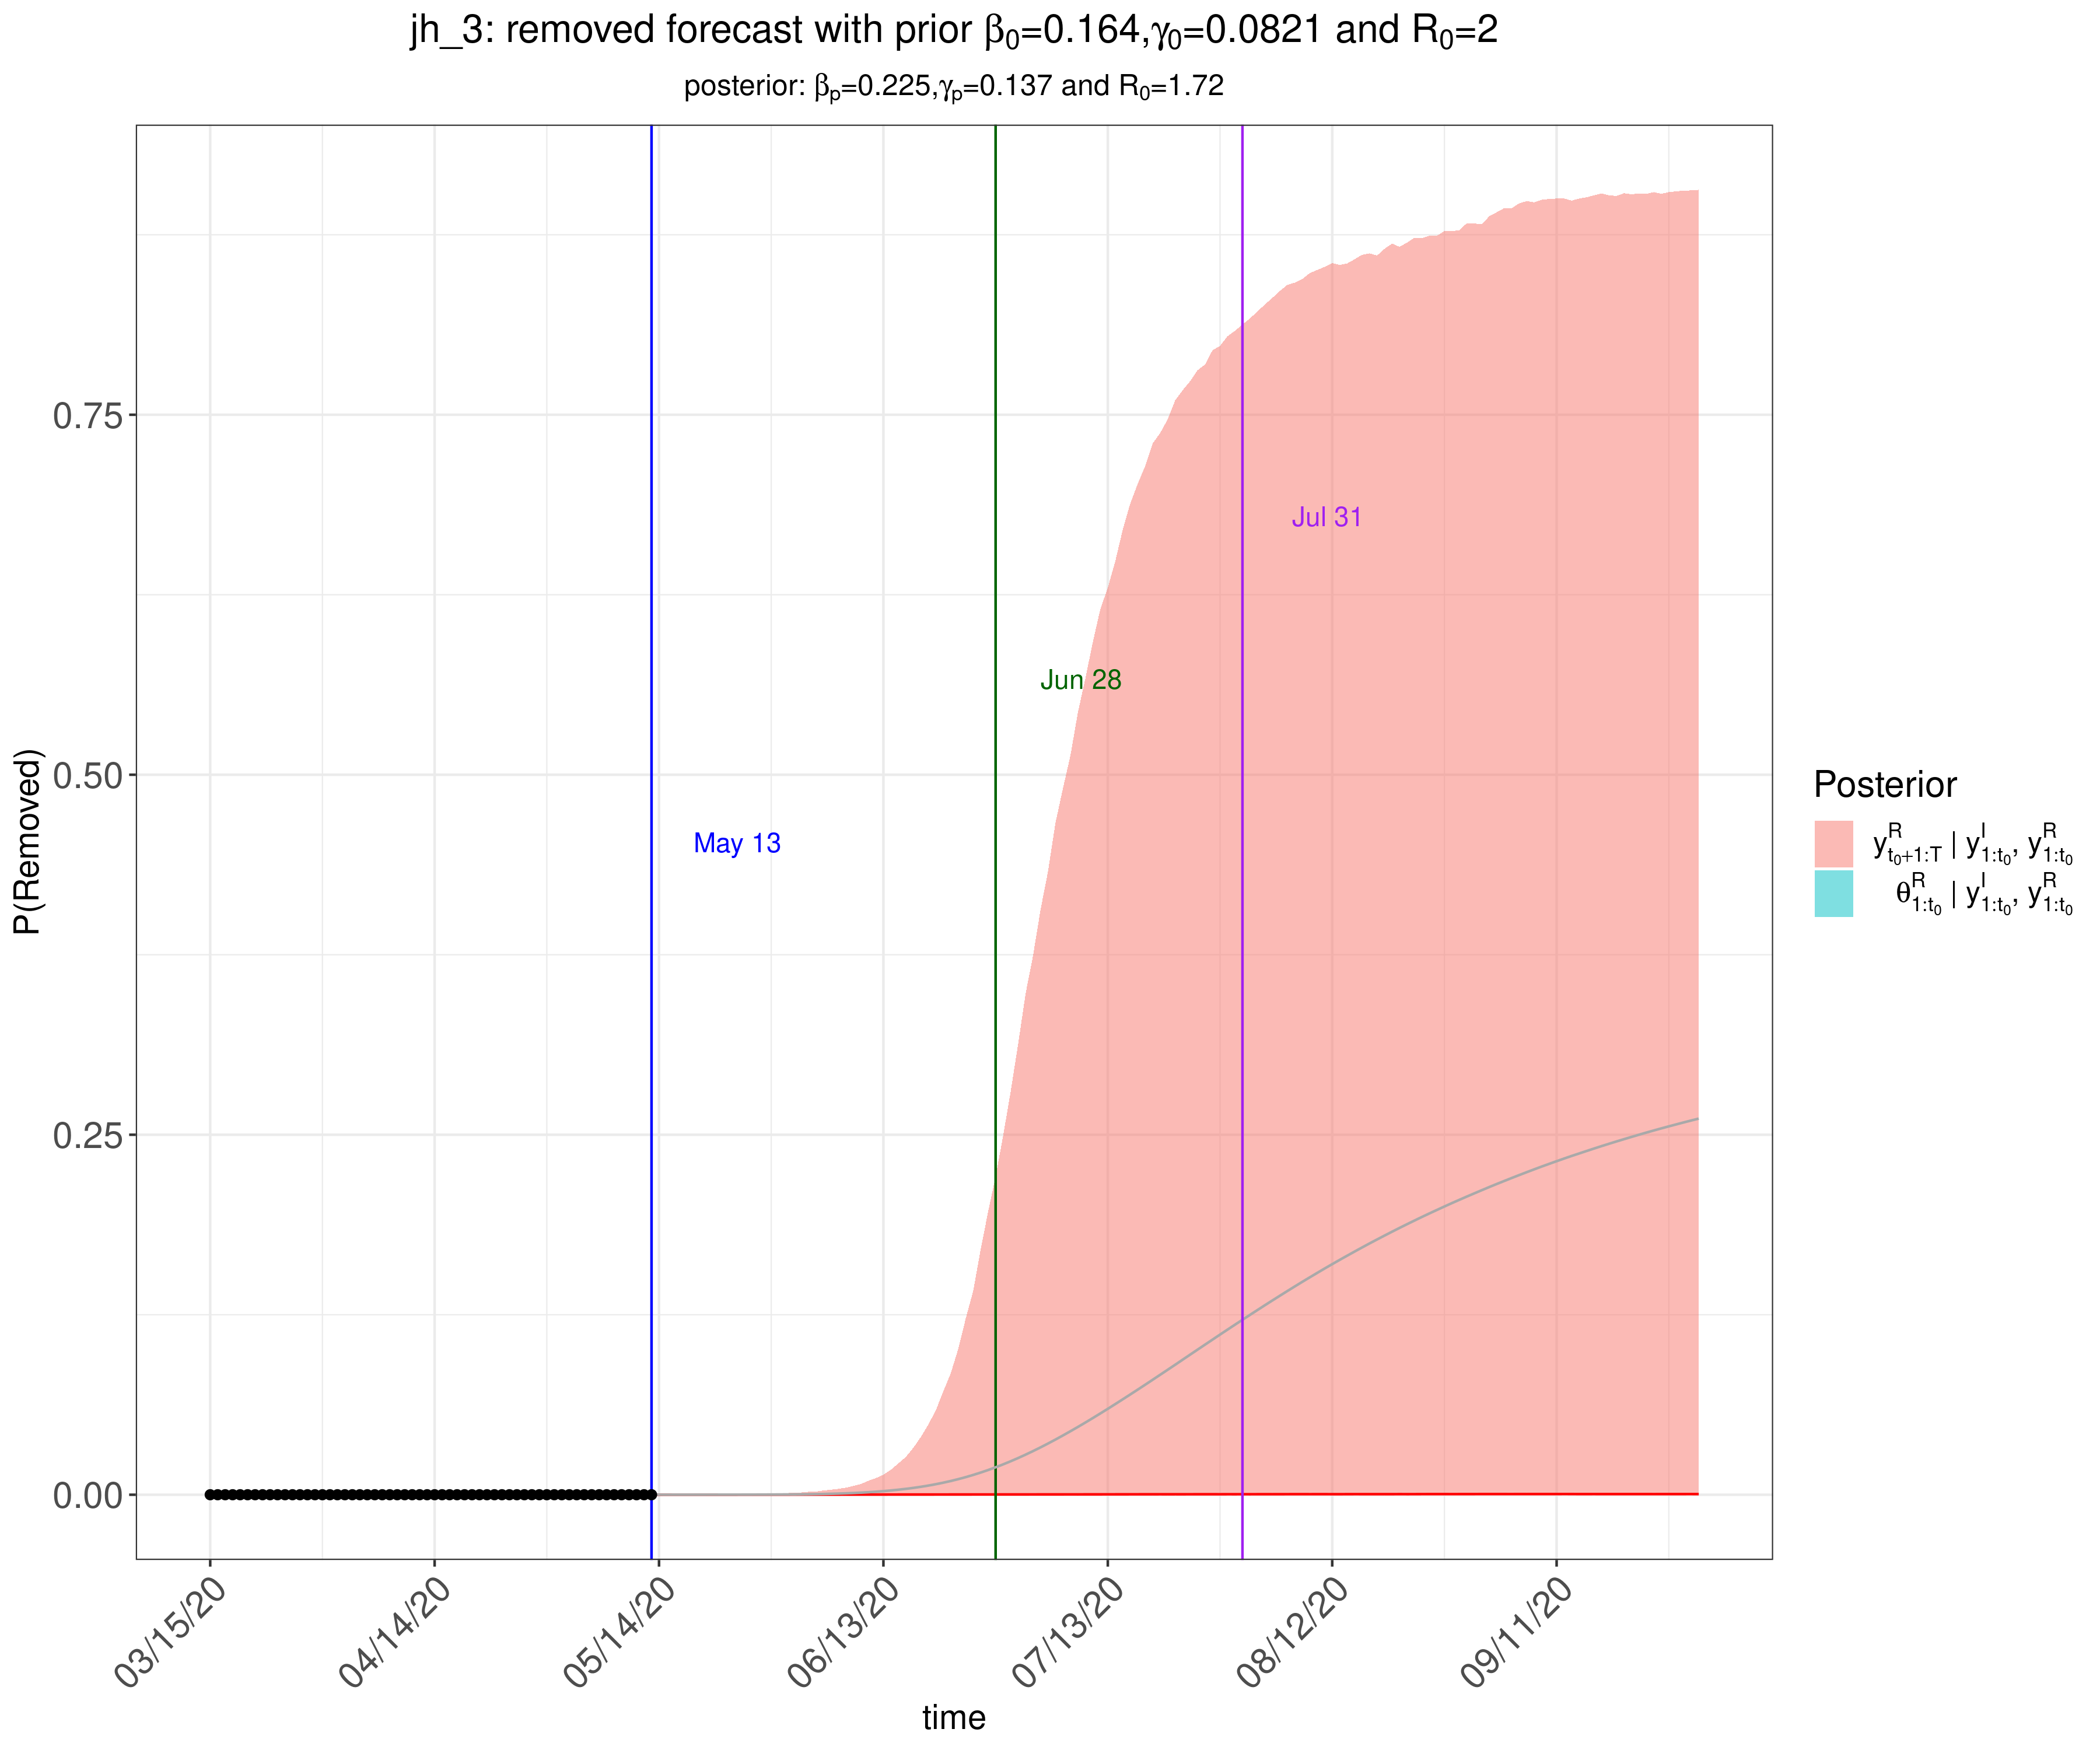 jh_3: removed forecast with prior β₀=0.164,γ₀=0.0821 and R₀=2
posterior: βₚ=0.225,γₚ=0.137 and R₀=1.72
P(Removed)
0.75
0.50
0.25
0.00
Jul 31
Jun 28
May 13
03/15/20
04/14/20
05/14/20
06/13/20
07/13/20
08/12/20
09/11/20
time
Posterior
y^R_{t₀+1:T} | y^I_{1:t₀}, y^R_{1:t₀}
θ^R_{1:t₀} | y^I_{1:t₀}, y^R_{1:t₀}